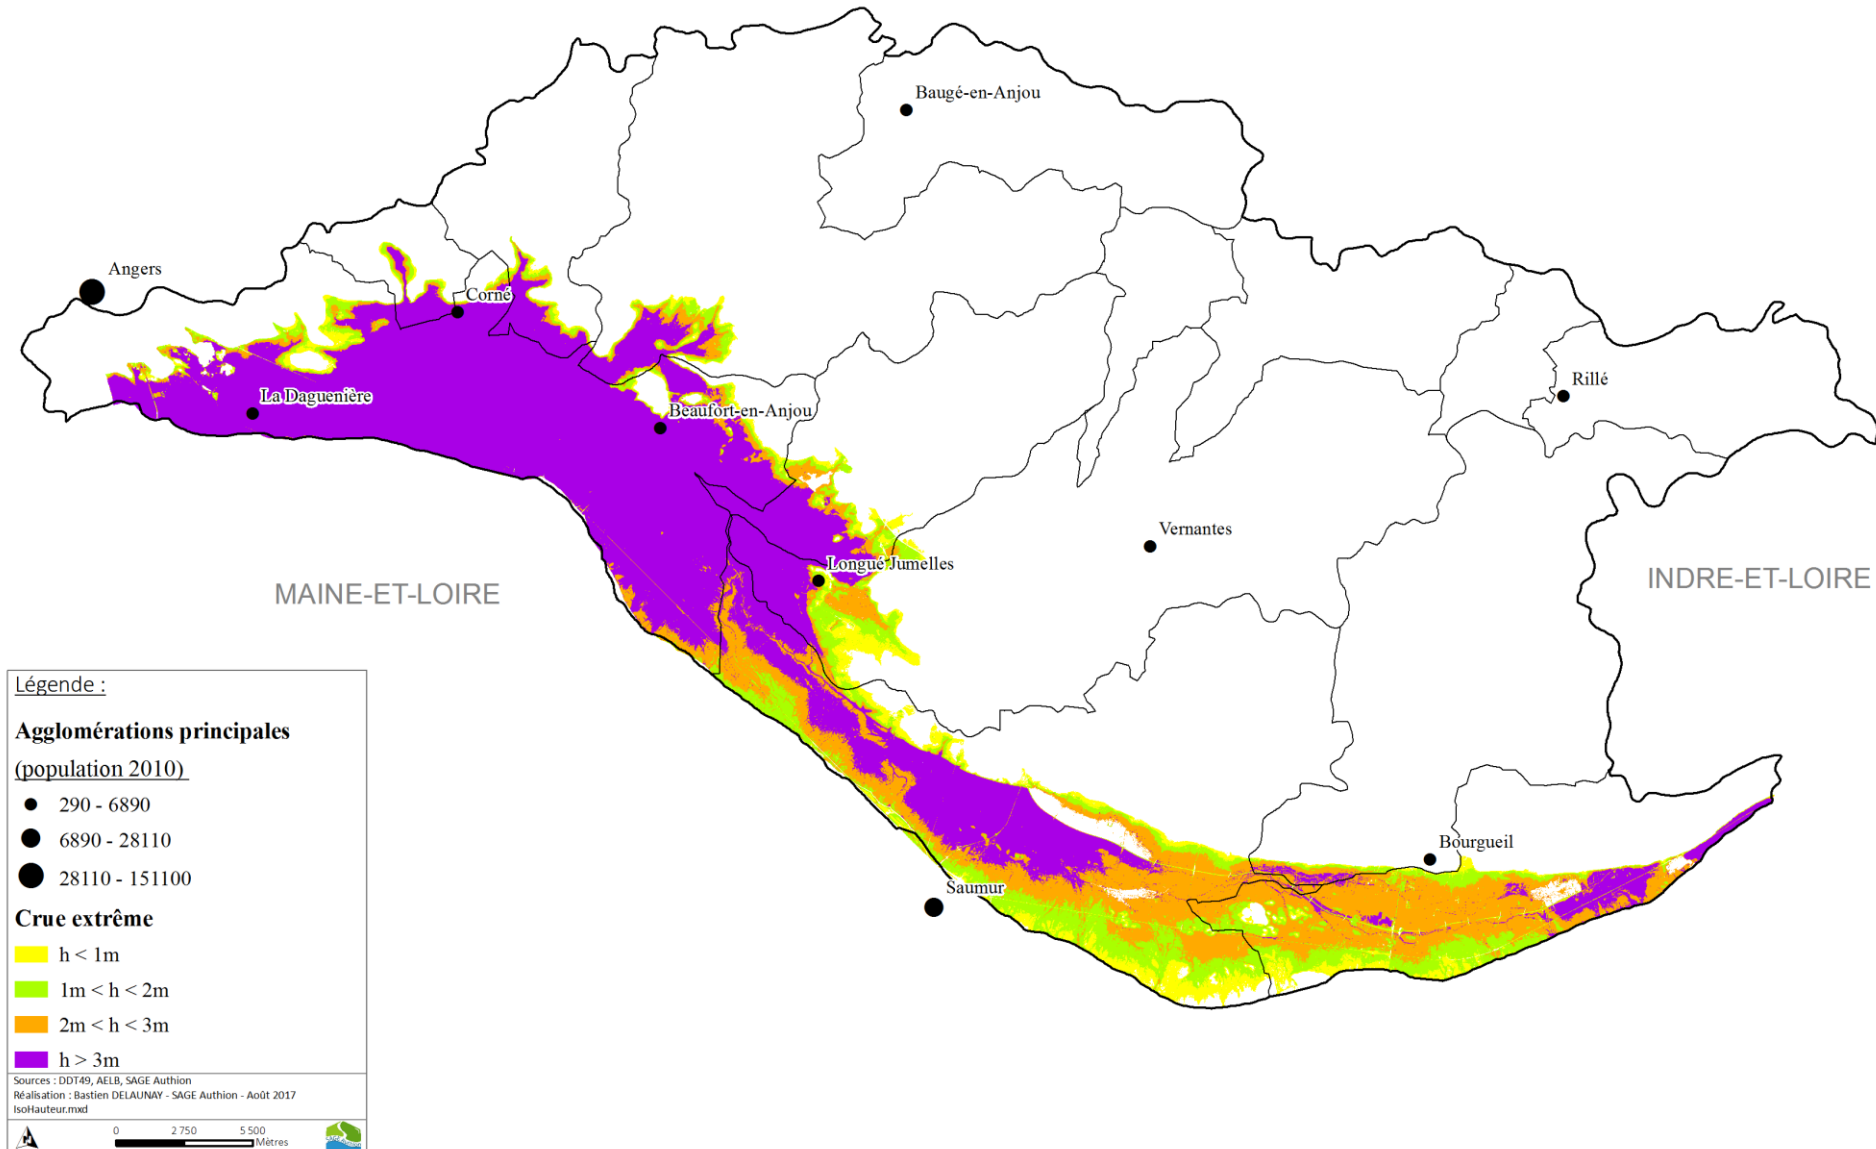 Baugé-en-Anjou
Angers
Corné
Rillé
La Daguenière
Beaufort-en-Anjou
Vernantes
Longué Jumelles
MAINE-ET-LOIRE
INDRE-ET-LOIRE
Bourgueil
Saumur
Légende :
Agglomérations principales
(population 2010)
290 - 6890
6890 - 28110
28110 - 151100
Crue extrême
h < 1m
1m < h < 2m
2m < h < 3m
h > 3m
Sources : DDT49, AELB, SAGE Authion
Réalisation : Bastien DELAUNAY - SAGE Authion - Août 2017
IsoHauteur.mxd
0 2 750 5 500
Mètres